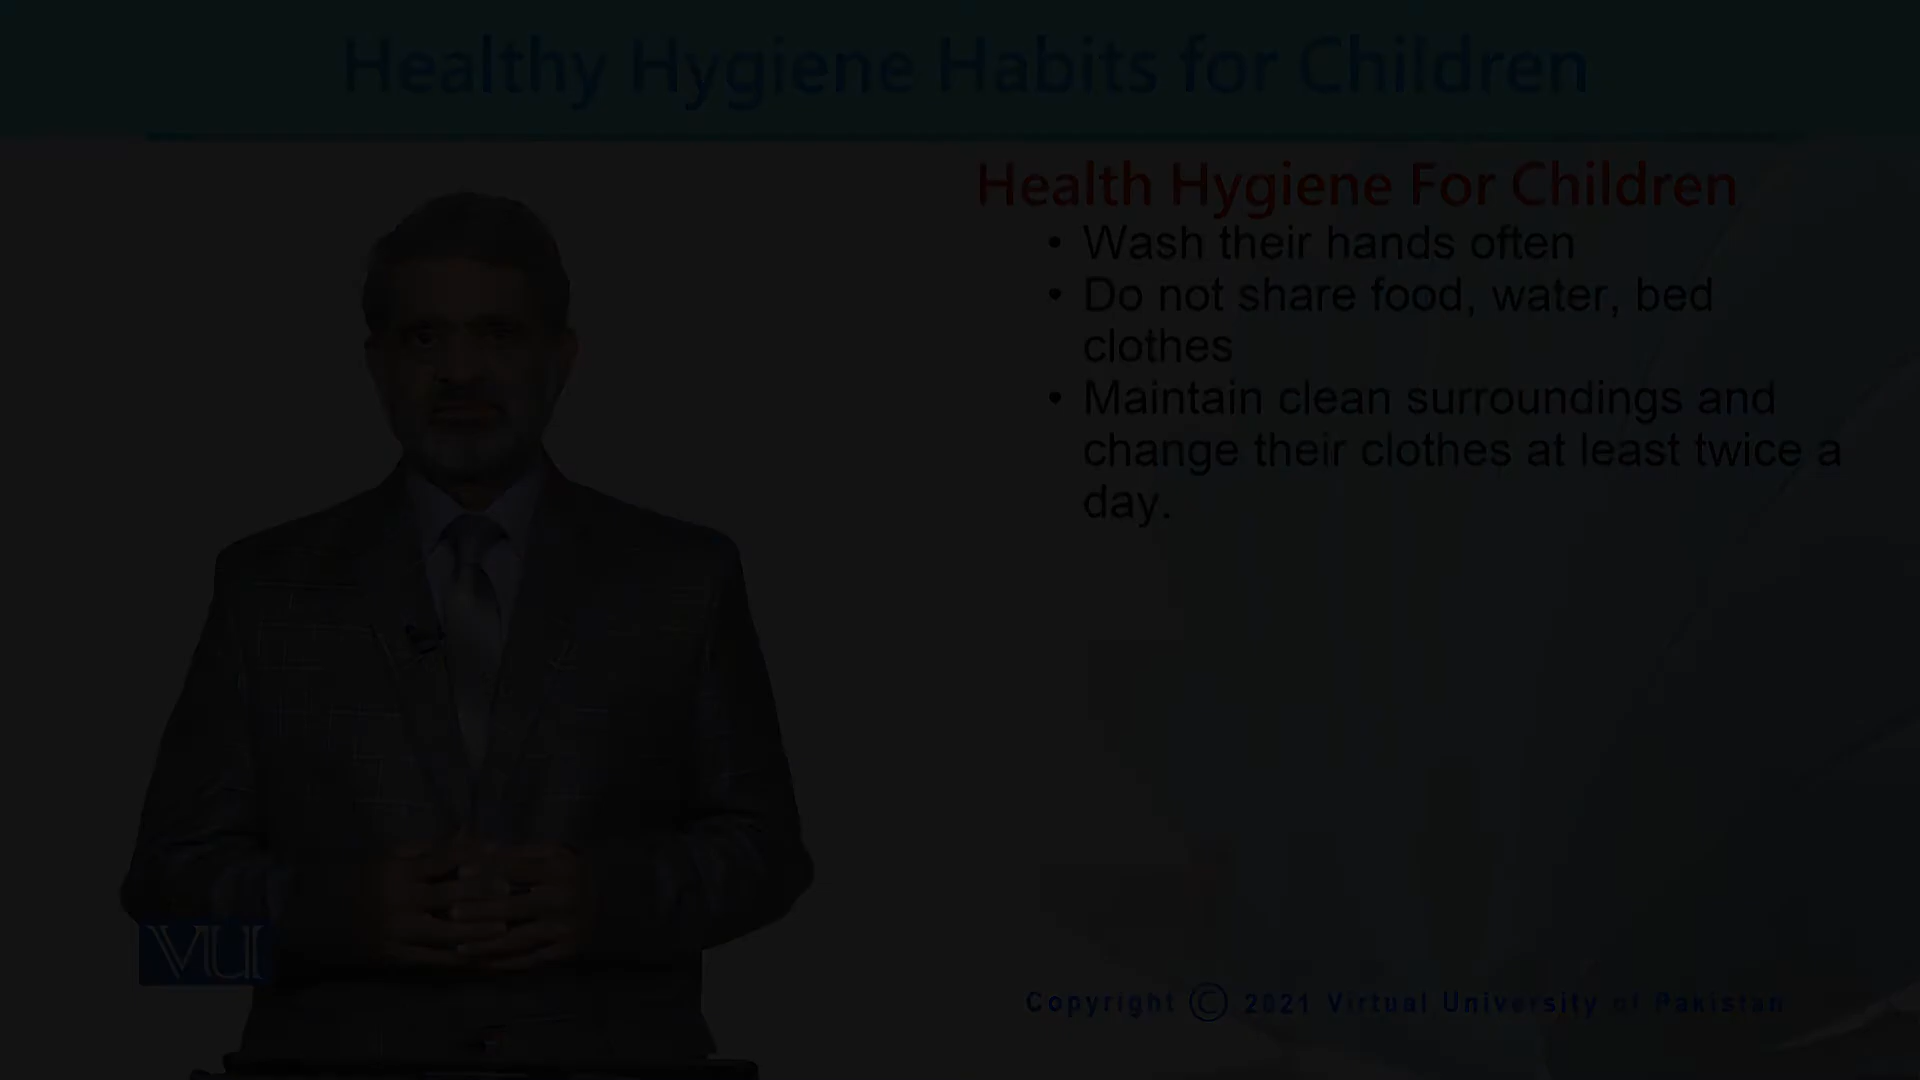 Healthy Hygiene Habits for Children
Health Hygiene For Children
• Wash their hands often
• Do not share food, water, bed
clothes
• Maintain clean surroundings and
change their clothes at least twice a
day.
VU
Copyright © 2021 Virtual University of Pakistan